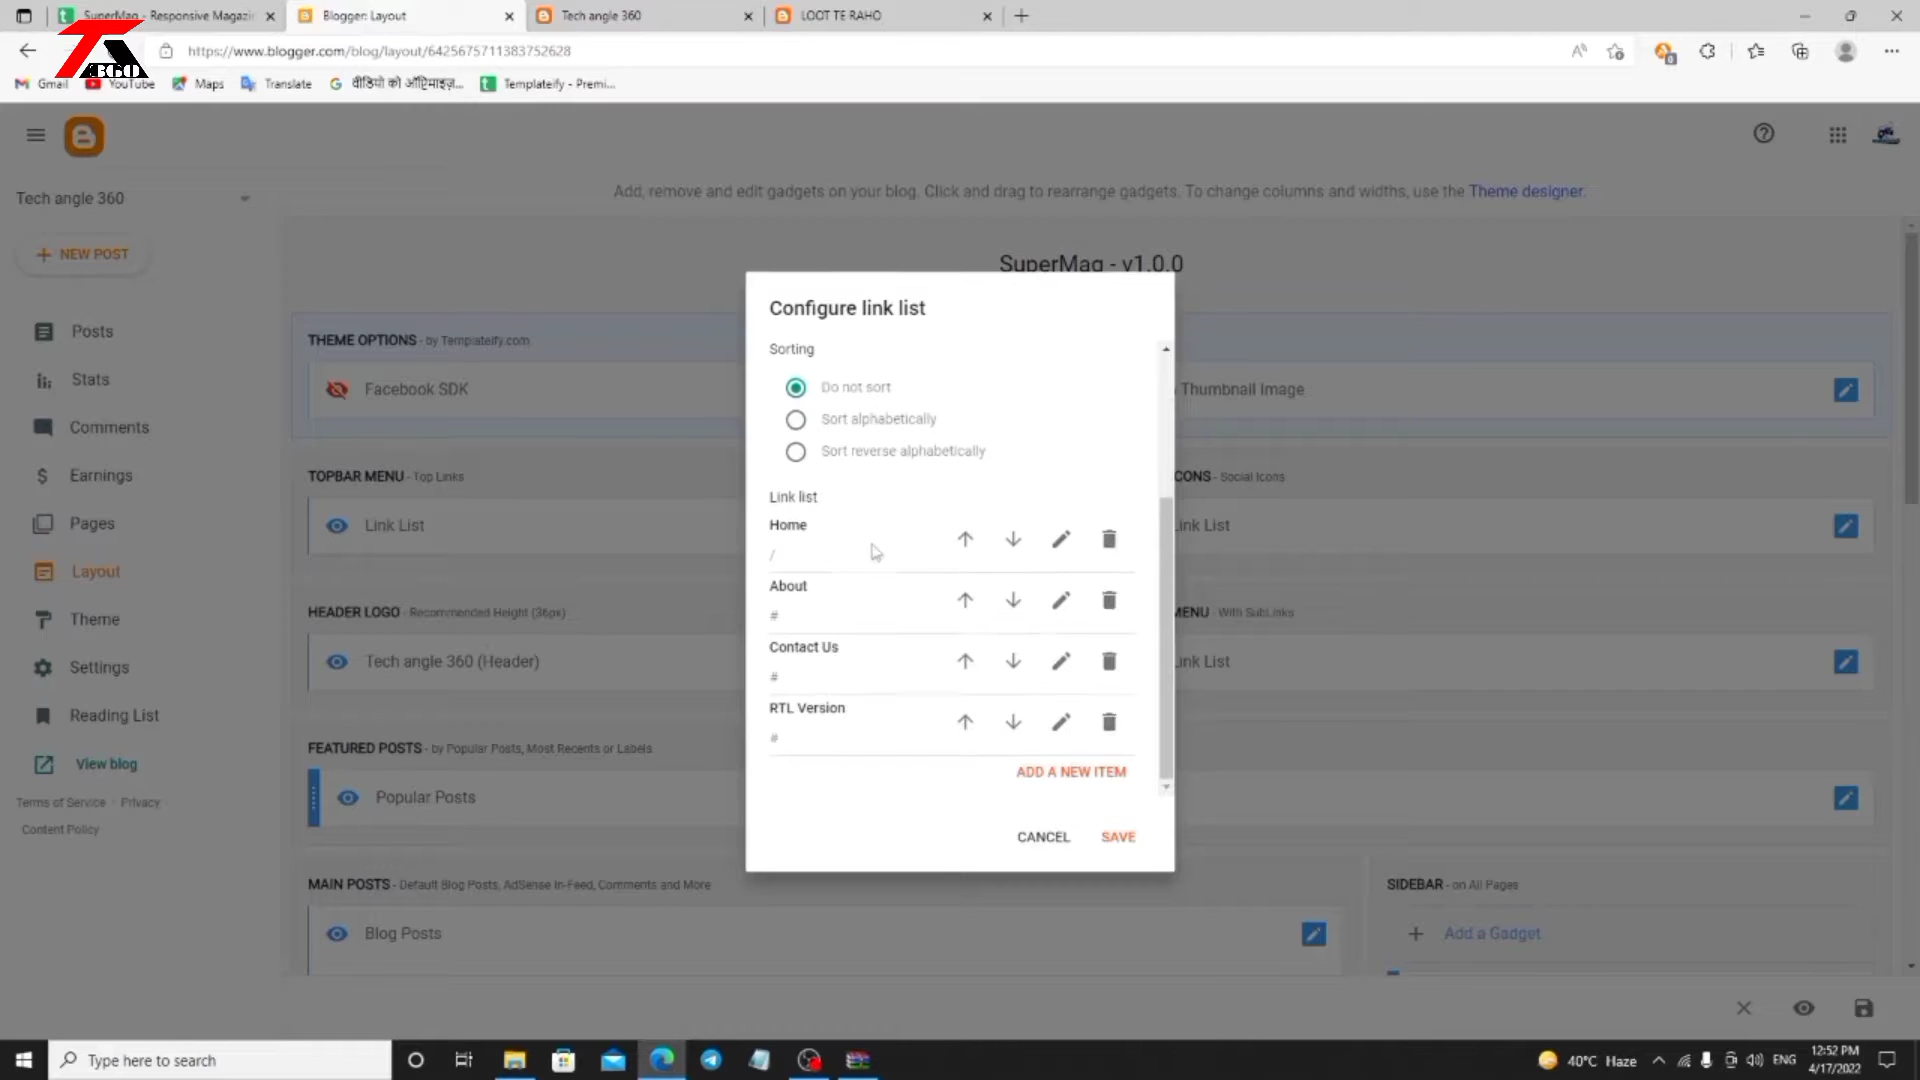 SuperMag - Responsive Magazi
Blogger: Layout
Tech angle 360
LOOT TE RAHO
https://www.blogger.com/blog/layout/6425675711383752628
TA
360
Gmail
YouTube
Maps
Translate
वीडियो को ऑप्टिमाइज़...
Templateify - Premi...
Tech angle 360
Add, remove and edit gadgets on your blog. Click and drag to rearrange gadgets. To change columns and widths, use the Theme designer.
NEW POST
SuperMag - v1.0.0
Posts
Stats
Comments
Earnings
Pages
Layout
Theme
Settings
Reading List
View blog
Terms of Service · Privacy
Content Policy
THEME OPTIONS - by Templateify.com
Facebook SDK
Thumbnail Image
TOPBAR MENU - Top Links
CONS - Social Icons
Link List
ink List
HEADER LOGO - Recommended Height (36px)
MENU - With SubLinks
Tech angle 360 (Header)
ink List
FEATURED POSTS - by Popular Posts, Most Recents or Labels
Popular Posts
MAIN POSTS - Default Blog Posts, AdSense In-Feed, Comments and More
Blog Posts
SIDEBAR - on All Pages
Add a Gadget
Configure link list
Sorting
Do not sort
Sort alphabetically
Sort reverse alphabetically
Link list
Home
/
About
#
Contact Us
#
RTL Version
#
ADD A NEW ITEM
CANCEL
SAVE
Type here to search
40°C Haze
ENG
12:52 PM
4/17/2022